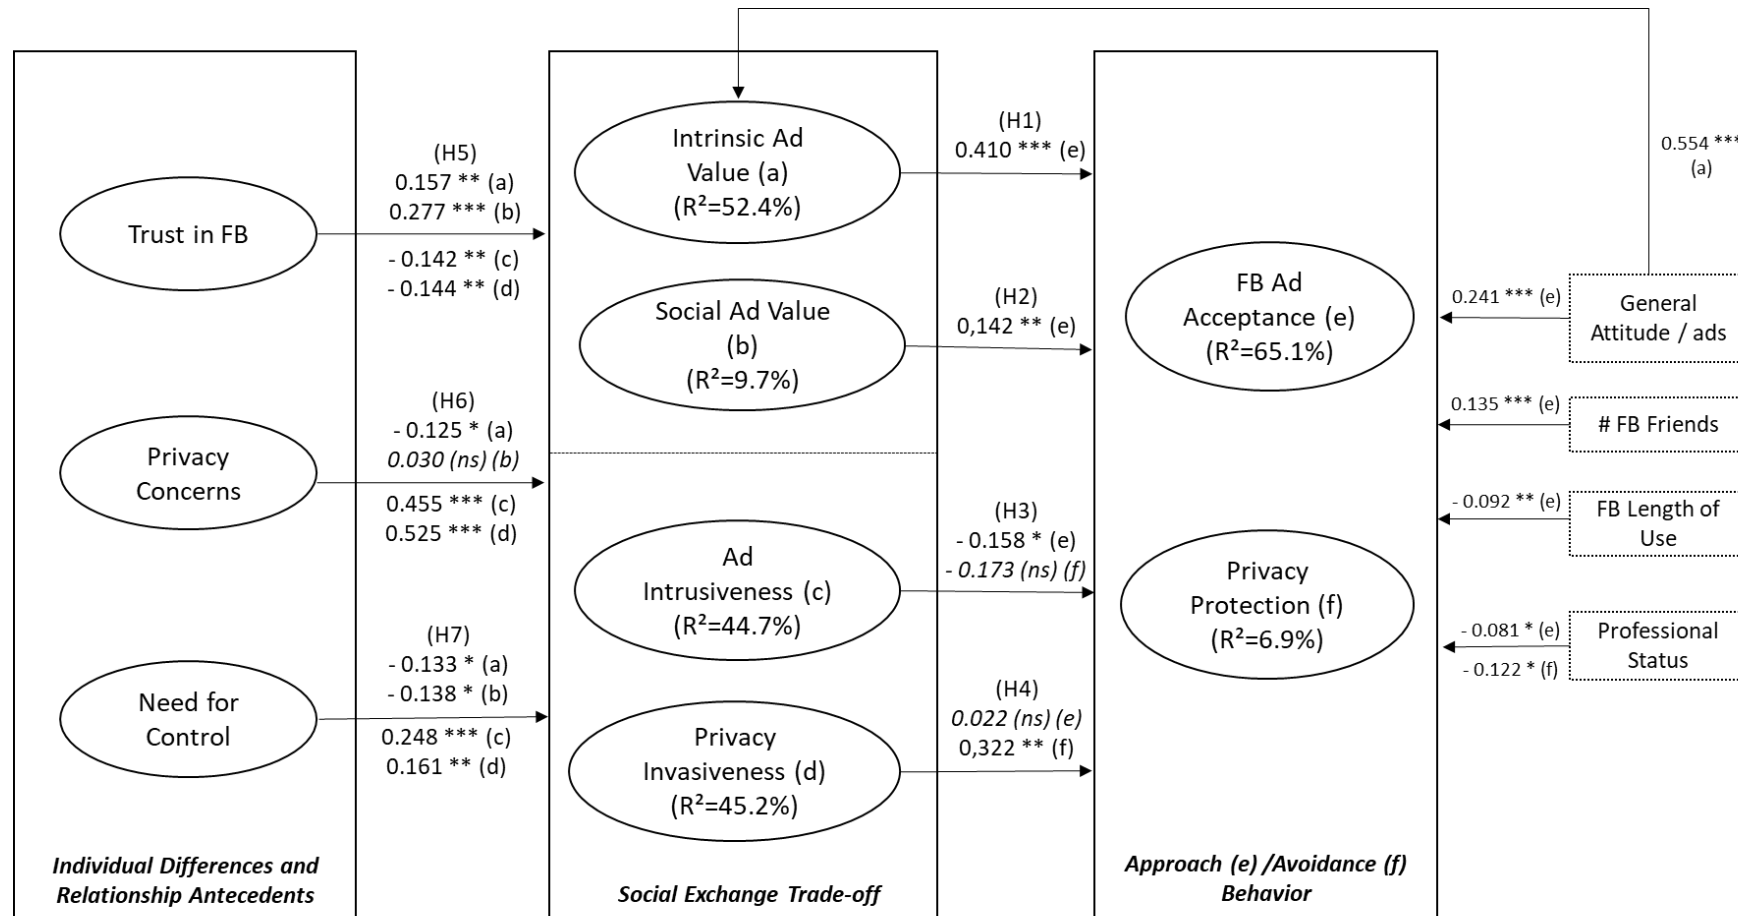 Trust in FB
Privacy
Concerns
Need for
Control
Individual Differences and
Relationship Antecedents
(H5)
0.157 ** (a)
0.277 *** (b)
- 0.142 ** (c)
- 0.144 ** (d)
(H6)
- 0.125 * (a)
0.030 (ns) (b)
0.455 *** (c)
0.525 *** (d)
(H7)
- 0.133 * (a)
- 0.138 * (b)
0.248 *** (c)
0.161 ** (d)
Intrinsic Ad
Value (a)
(R²=52.4%)
Social Ad Value
(b)
(R²=9.7%)
Ad
Intrusiveness (c)
(R²=44.7%)
Privacy
Invasiveness (d)
(R²=45.2%)
Social Exchange Trade-off
(H1)
0.410 *** (e)
(H2)
0,142 ** (e)
(H3)
- 0.158 * (e)
- 0.173 (ns) (f)
(H4)
0.022 (ns) (e)
0,322 ** (f)
FB Ad
Acceptance (e)
(R²=65.1%)
Privacy
Protection (f)
(R²=6.9%)
Approach (e) /Avoidance (f)
Behavior
0.554 ***
(a)
0.241 *** (e)
General
Attitude / ads
0.135 *** (e)
# FB Friends
- 0.092 ** (e)
FB Length of
Use
- 0.081 * (e)
- 0.122 * (f)
Professional
Status